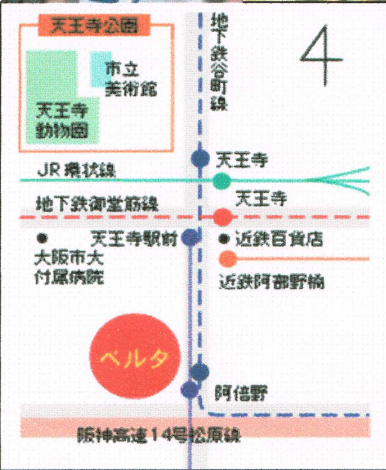 天王寺公園
4
地下鉄谷町線
市立
美術館
天王寺
動物園
天王寺
JR環状線
天王寺
地下鉄御堂筋線
天王寺駅前
近鉄百貨店
大阪市大
付属病院
近鉄阿部野橋
ベルタ
阿倍野
阪神高速14号松原線